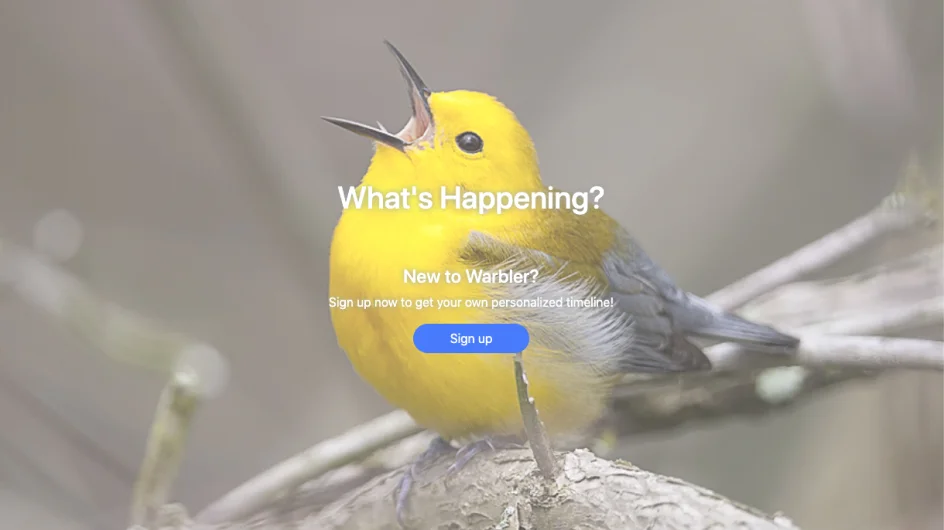 What's Happening?
New to Warbler?
Sign up now to get your own personalized timeline!
Sign up